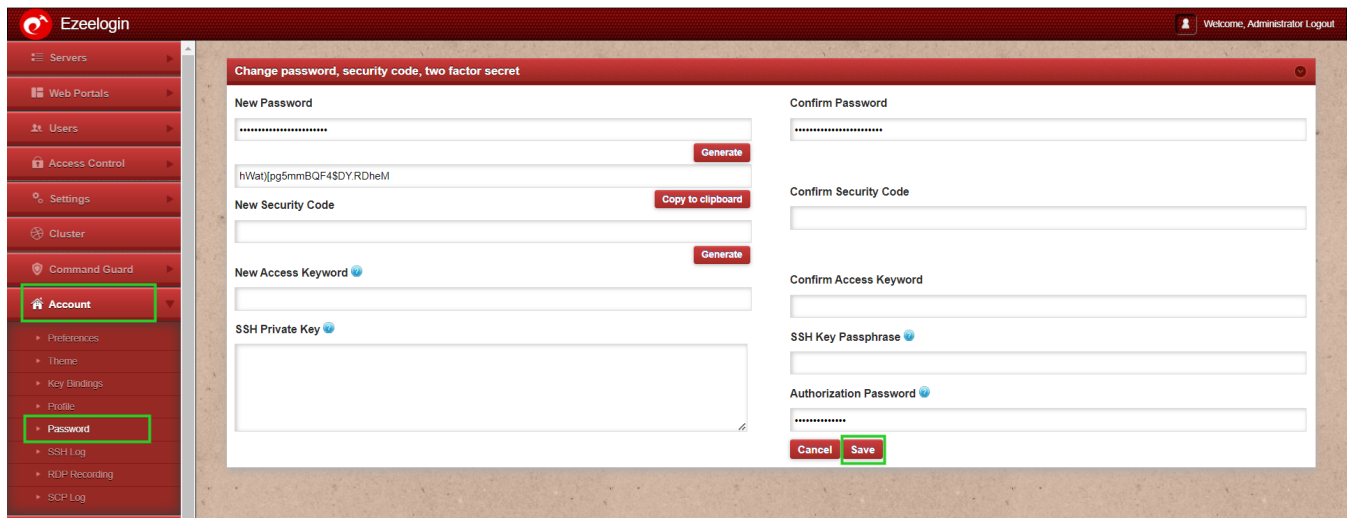 Ezeelogin
Welcome, Administrator Logout
Servers
Web Portals
Users
Access Control
Settings
Cluster
Command Guard
Account
Preferences
Theme
Key Bindings
Profile
Password
SSH Log
RDP Recording
SCP Log
Change password, security code, two factor secret
New Password
Confirm Password
Generate
hWat)[pg5mmBQF4$DY.RDheM
Copy to clipboard
New Security Code
Confirm Security Code
Generate
New Access Keyword
Confirm Access Keyword
SSH Private Key
SSH Key Passphrase
Authorization Password
Cancel
Save